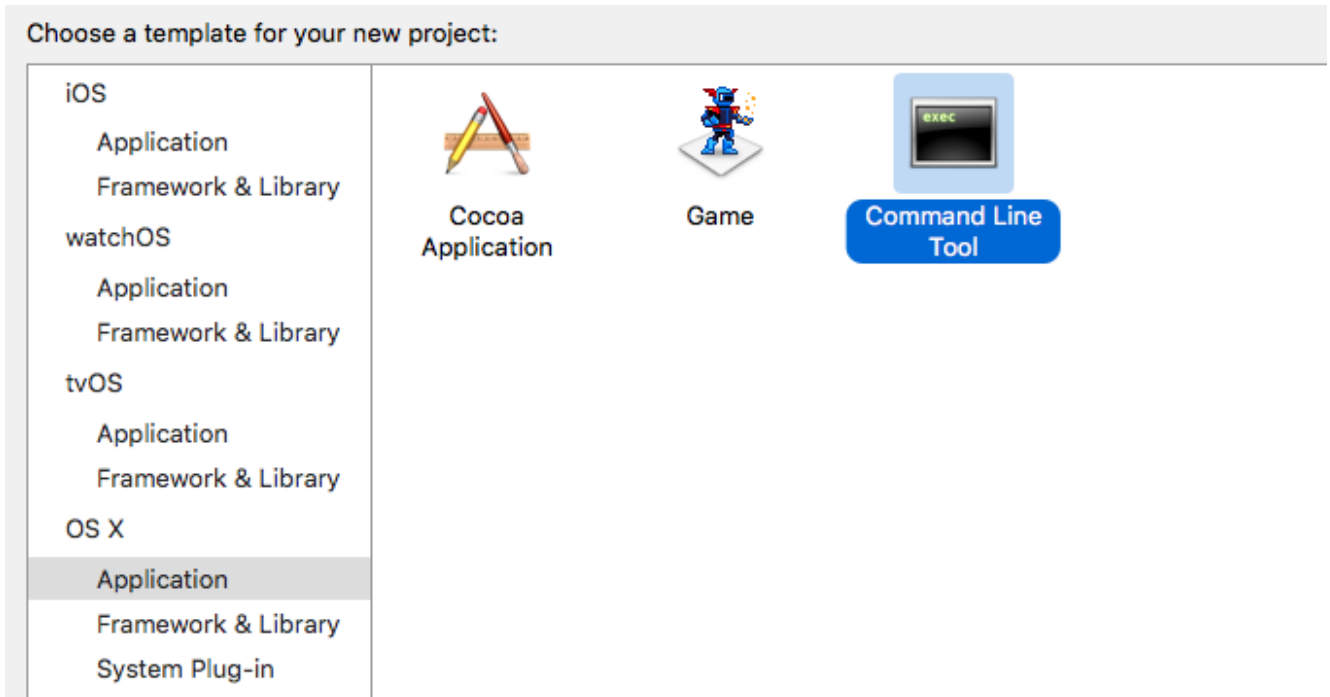 Choose a template for your new project:
iOS
Application
Framework & Library
watchOS
Application
Framework & Library
tvOS
Application
Framework & Library
OS X
Application
Framework & Library
System Plug-in
Cocoa
Application
Game
exec
Command Line
Tool